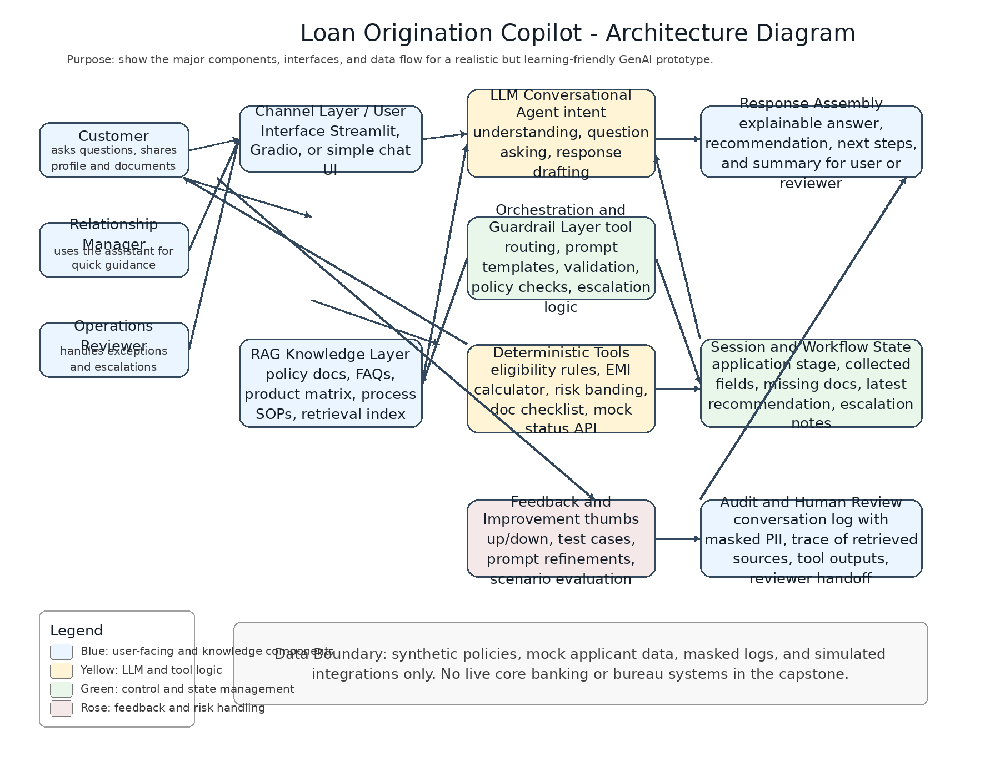 Loan Origination Copilot - Architecture Diagram
Purpose: show the major components, interfaces, and data flow for a realistic but learning-friendly GenAI prototype.
Customer
asks questions, shares
profile and documents
Relationship
Manager
uses the assistant for
quick guidance
Operations
Reviewer
handles exceptions
and escalations
Channel Layer / User
Interface Streamlit,
Gradio, or simple chat
UI
LLM Conversational
Agent intent
understanding, question
asking, response
drafting
Response Assembly
explainable answer,
recommendation, next steps,
and summary for user or
reviewer
Orchestration and
Guardrail Layer tool
routing, prompt
templates, validation,
policy checks, escalation
logic
RAG Knowledge Layer
policy docs, FAQs,
product matrix, process
SOPs, retrieval index
Deterministic Tools
eligibility rules, EMI
calculator, risk banding,
doc checklist, mock
status API
Session and Workflow State
application stage, collected
fields, missing docs, latest
recommendation, escalation
notes
Feedback and
Improvement thumbs
up/down, test cases,
prompt refinements,
scenario evaluation
Audit and Human Review
conversation log with
masked PII, trace of retrieved
sources, tool outputs,
reviewer handoff
Legend
Blue: user-facing and knowledge components
Yellow: LLM and tool logic
Green: control and state management
Rose: feedback and risk handling
Data Boundary: synthetic policies, mock applicant data, masked logs, and simulated
integrations only. No live core banking or bureau systems in the capstone.